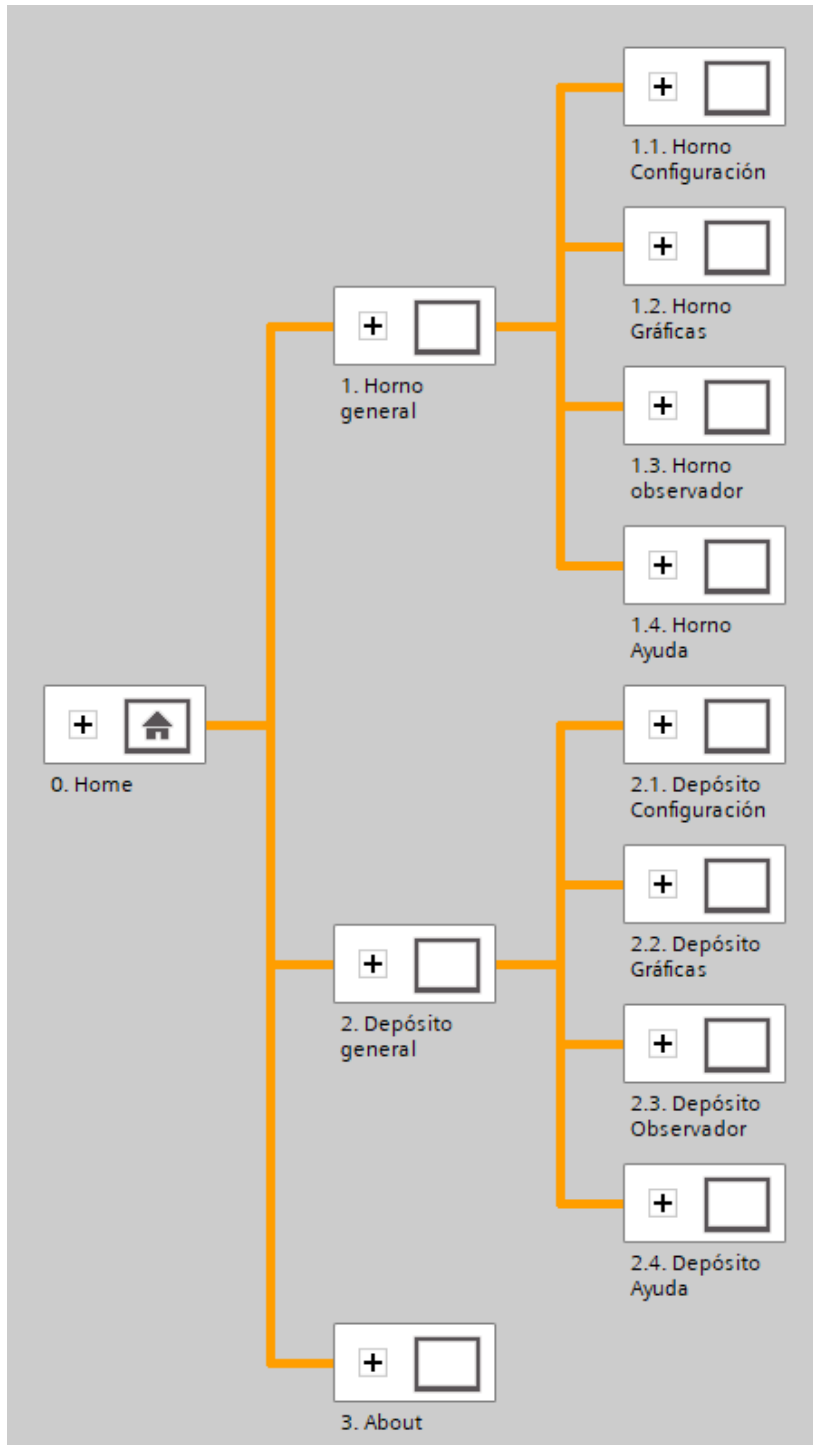 1.1. Horno
Configuración
1.2. Horno
Gráficas
1. Horno
general
1.3. Horno
observador
1.4. Horno
Ayuda
0. Home
2.1. Depósito
Configuración
2.2. Depósito
Gráficas
2. Depósito
general
2.3. Depósito
Observador
2.4. Depósito
Ayuda
3. About